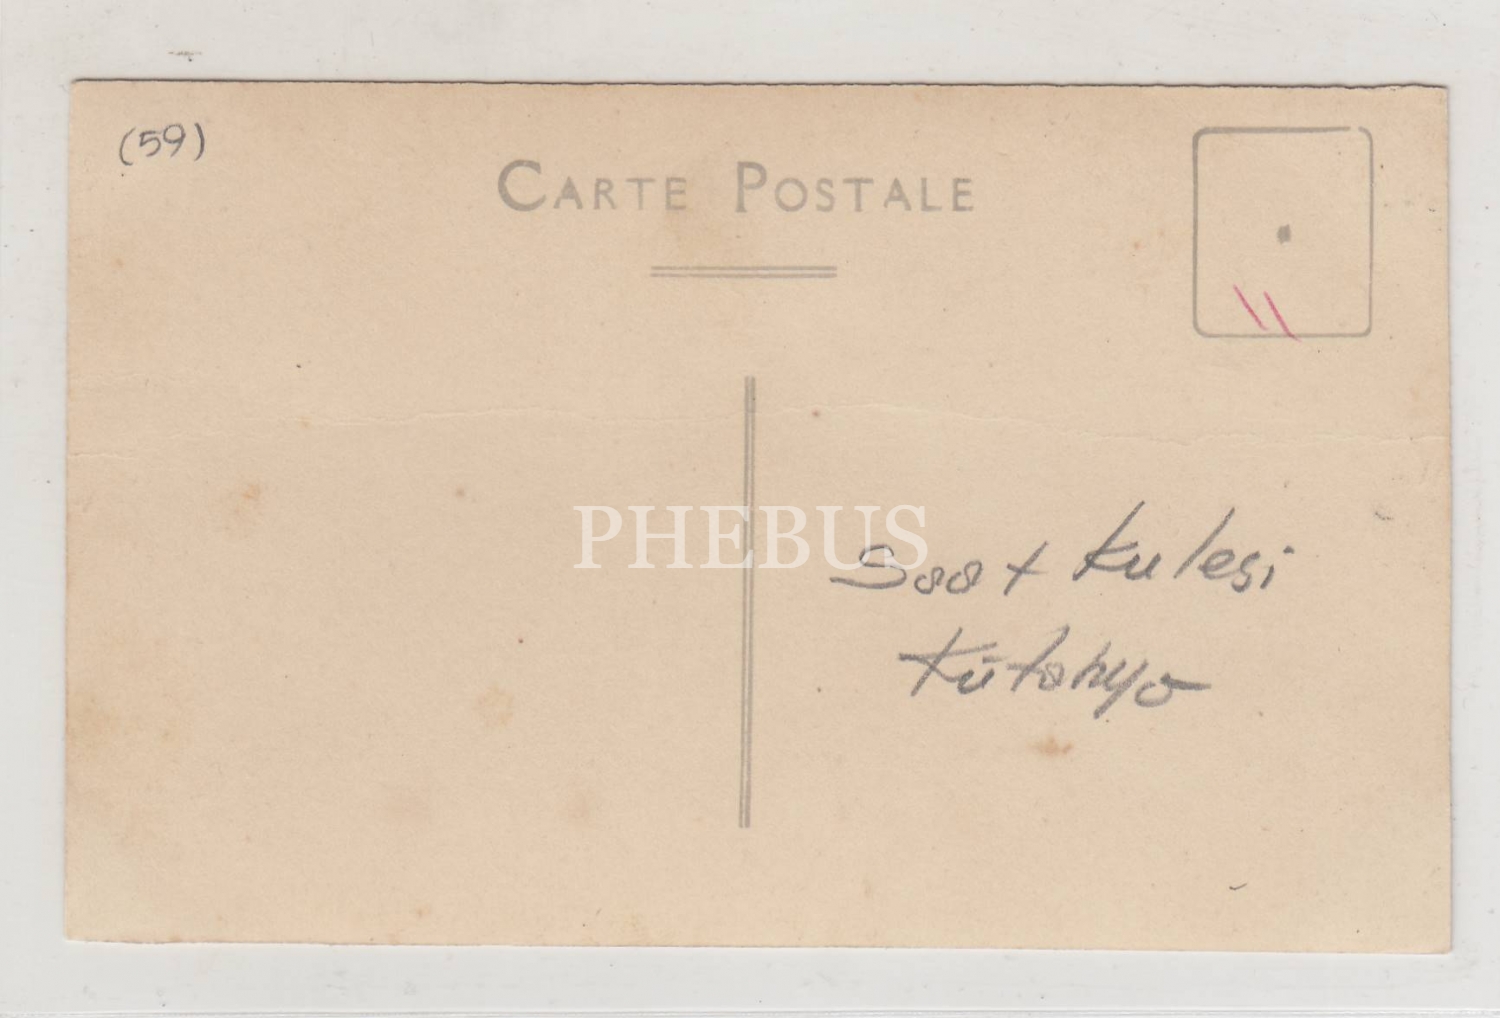 (59)
CARTE POSTALE
PHEBUS
Saat Kulesi
Kütahya